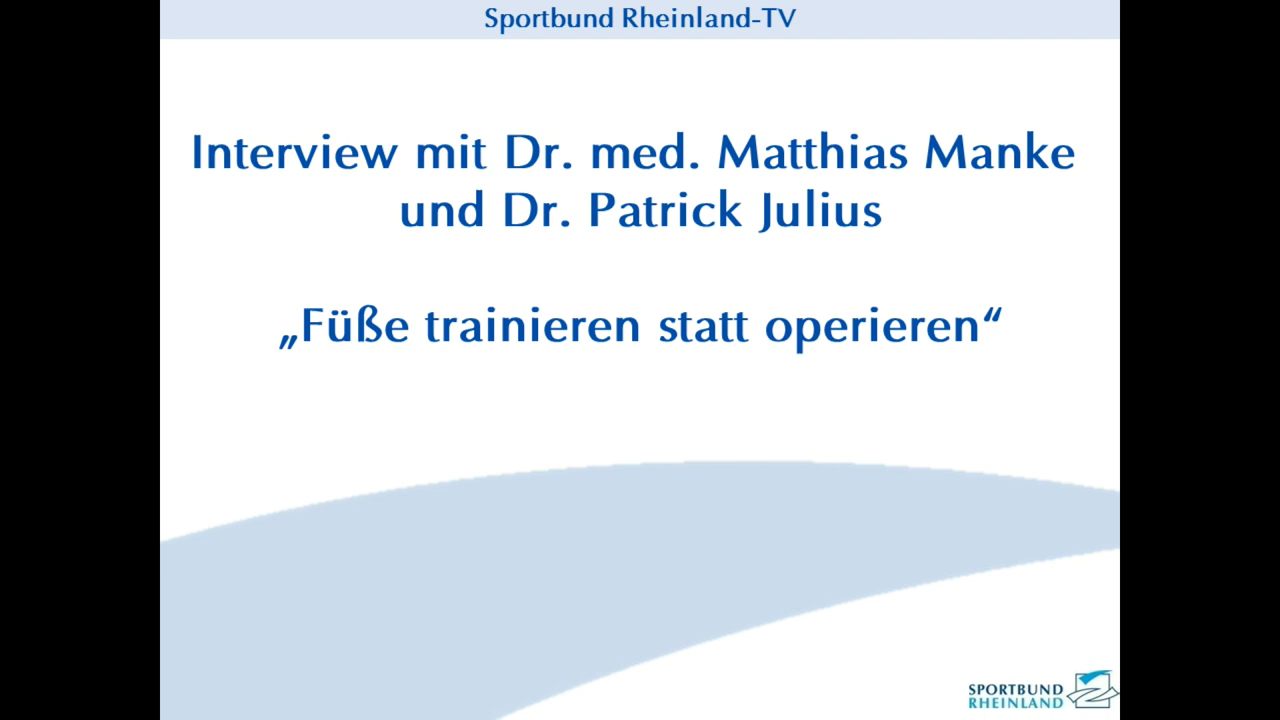 Sportbund Rheinland-TV
Interview mit Dr. med. Matthias Manke
und Dr. Patrick Julius
„Füße trainieren statt operieren“
SPORTBUND
RHEINLAND